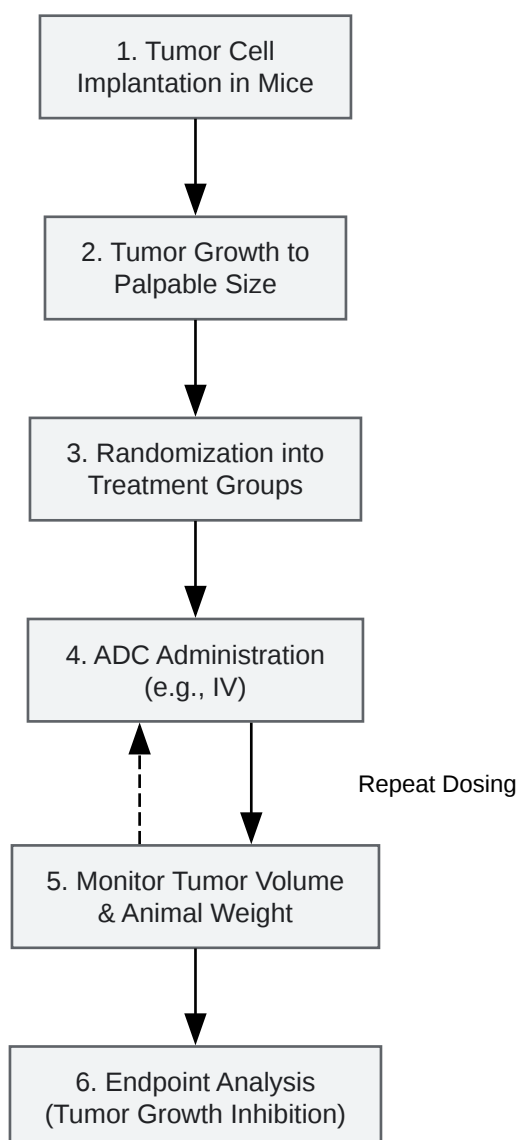 1. Tumor Cell
Implantation in Mice
2. Tumor Growth to
Palpable Size
3. Randomization into
Treatment Groups
4. ADC Administration
(e.g., IV)
Repeat Dosing
5. Monitor Tumor Volume
& Animal Weight
6. Endpoint Analysis
(Tumor Growth Inhibition)